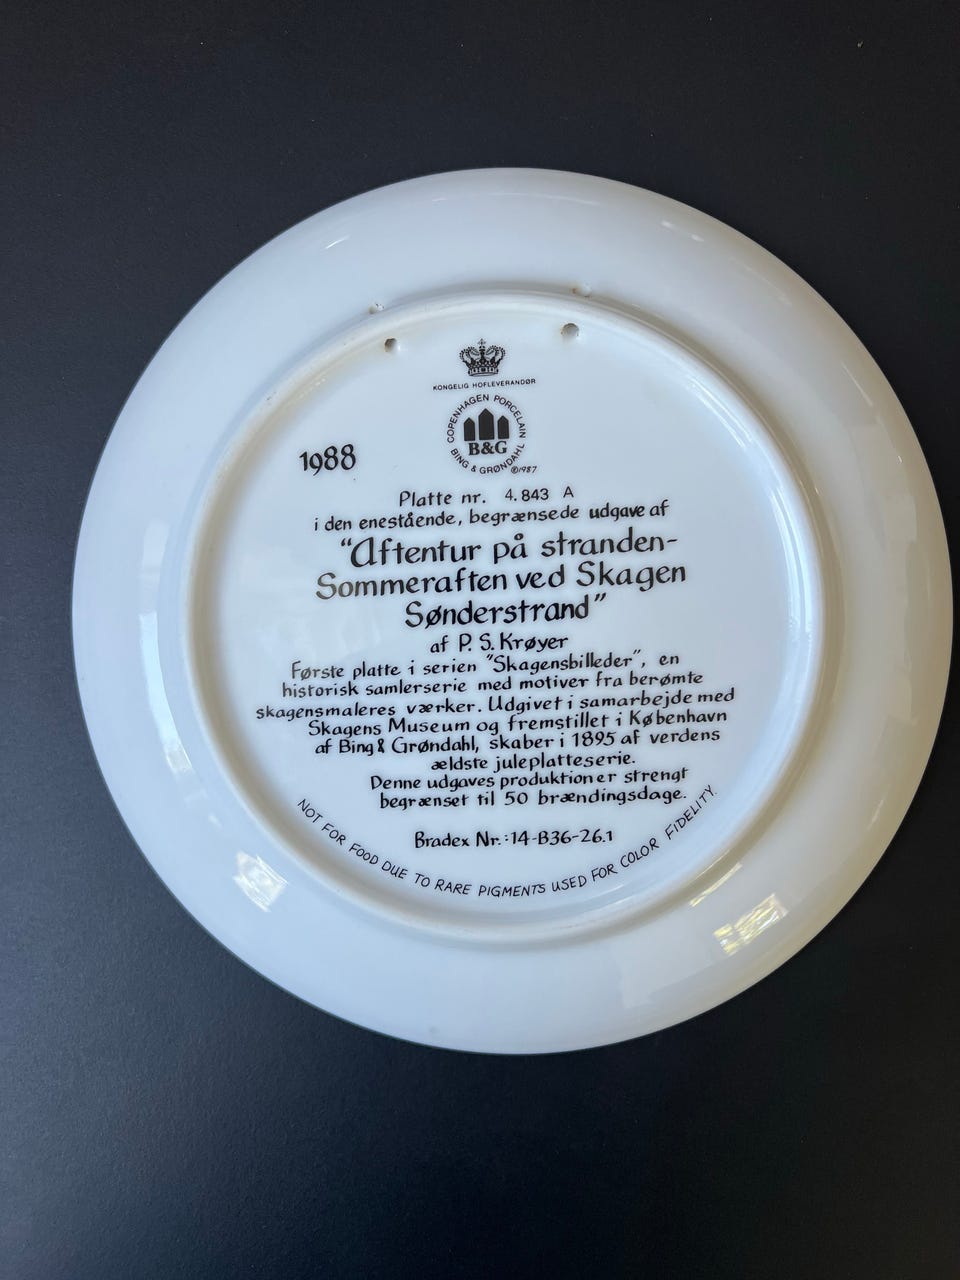 KONGELIG HOFLEVERANDØR
COPENHAGEN PORCELAIN
B&G
BING & GRØNDAHL
©1987
1988
Platte nr. 4.843 A
i den enestående, begrænsede udgave af
"Aftentur på stranden-
Sommeraften ved Skagen
Sønderstrand"
af P. S. Krøyer
Første platte i serien "Skagensbilleder", en
historisk samlerserie med motiver fra berømte
skagensmaleres værker. Udgivet i samarbejde med
Skagens Museum og fremstillet i København
af Bing & Grøndahl, skaber i 1895 af verdens
ældste juleplatteserie.
Denne udgaves produktion er strengt
begrænset til 50 brændingsdage.
Bradex Nr.: 14-B36-26.1
NOT FOR FOOD DUE TO RARE PIGMENTS USED FOR COLOR FIDELITY.